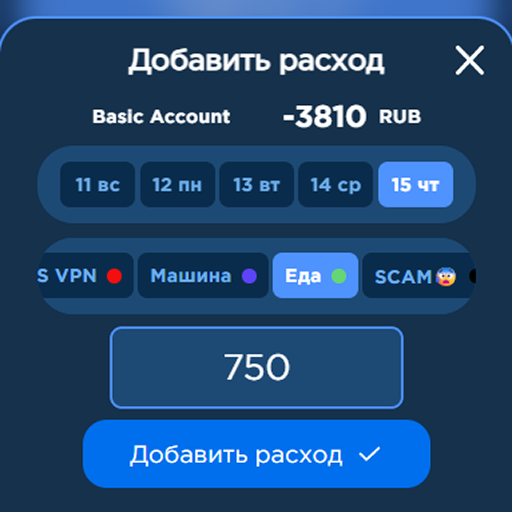 Добавить расход
Basic Account -3810 RUB
11 вс 12 пн 13 вт 14 ср 15 чт
S VPN Машина Еда SCAM😰
750
Добавить расход